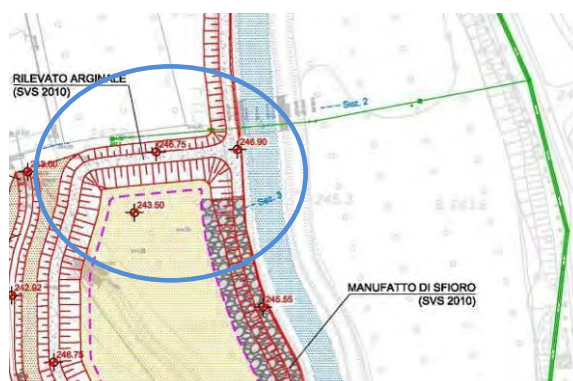 RILEVATO ARGINALE
(SVS 2010)
Sez. 2
246.75
246.90
243.50
Sez. 3
245.3
242.92
245.55
MANUFATTO DI SFIORO
(SVS 2010)
246.75